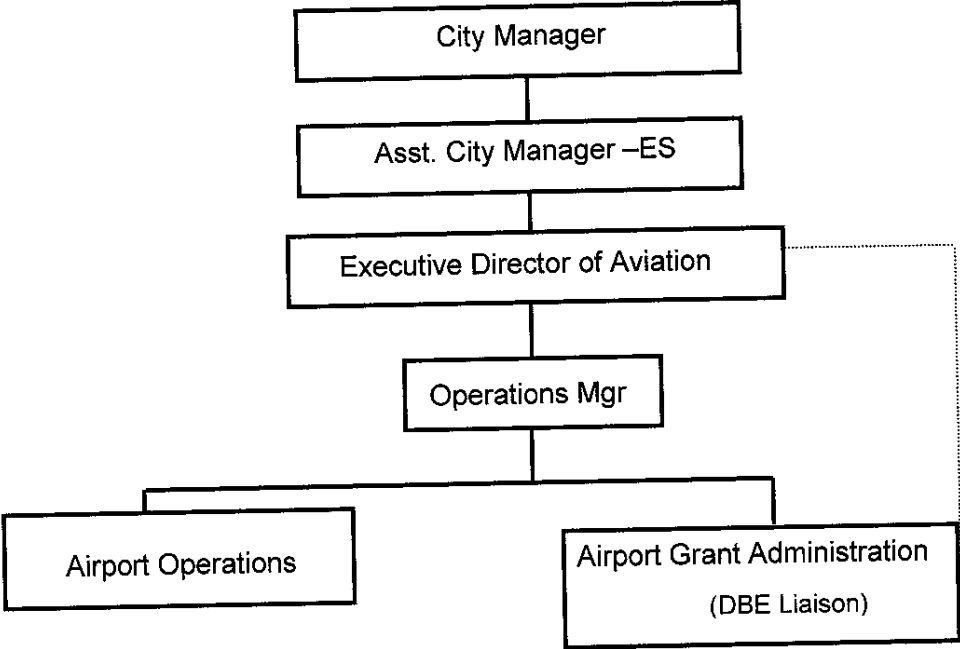 City Manager
Asst. City Manager –ES
Executive Director of Aviation
Operations Mgr
Airport Operations
Airport Grant Administration
(DBE Liaison)